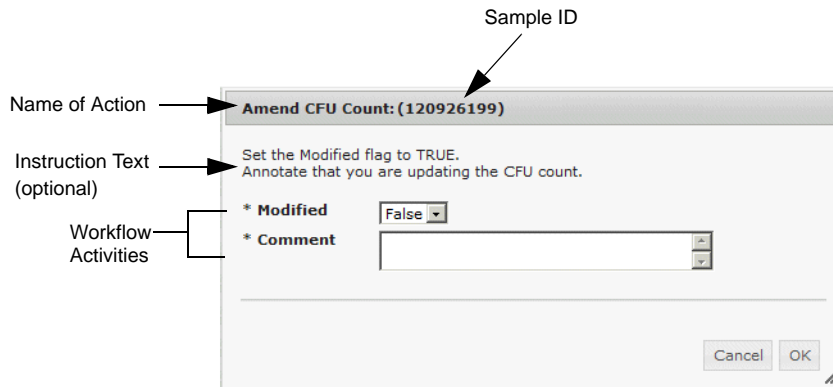 Sample ID
Name of Action
Amend CFU Count: (120926199)
Instruction Text
(optional)
Set the Modified flag to TRUE.
Annotate that you are updating the CFU count.
Workflow
Activities
* Modified
False
* Comment
Cancel
OK